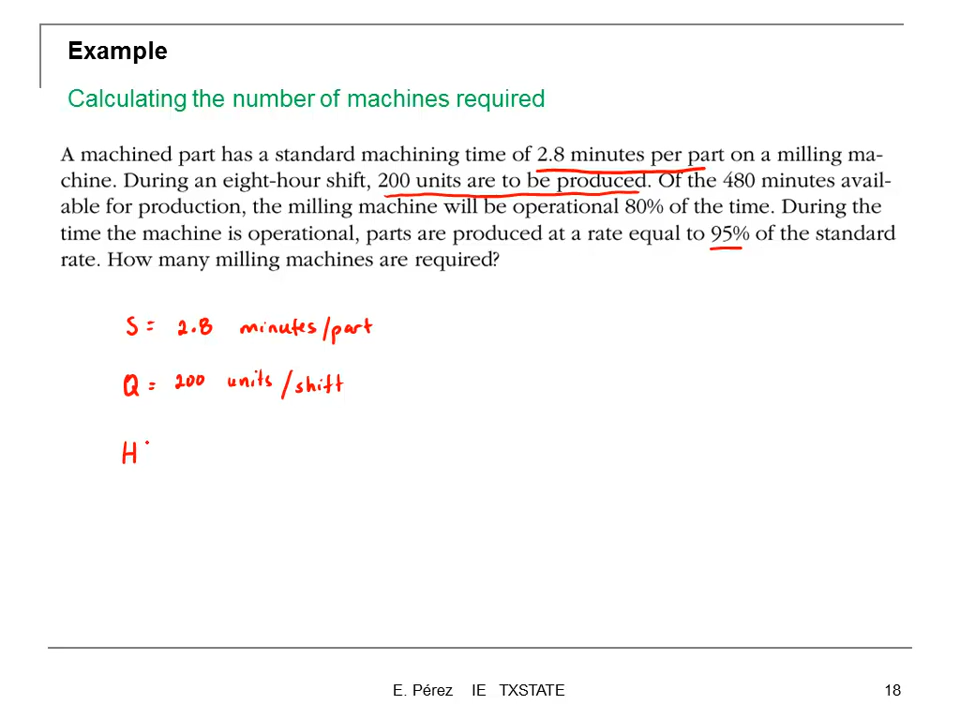 Example
Calculating the number of machines required
A machined part has a standard machining time of 2.8 minutes per part on a milling ma-
chine. During an eight-hour shift, 200 units are to be produced. Of the 480 minutes avail-
able for production, the milling machine will be operational 80% of the time. During the
time the machine is operational, parts are produced at a rate equal to 95% of the standard
rate. How many milling machines are required?
S = 2.8 minutes/part
Q = 200 units/shift
H
E. Pérez IE TXSTATE 18